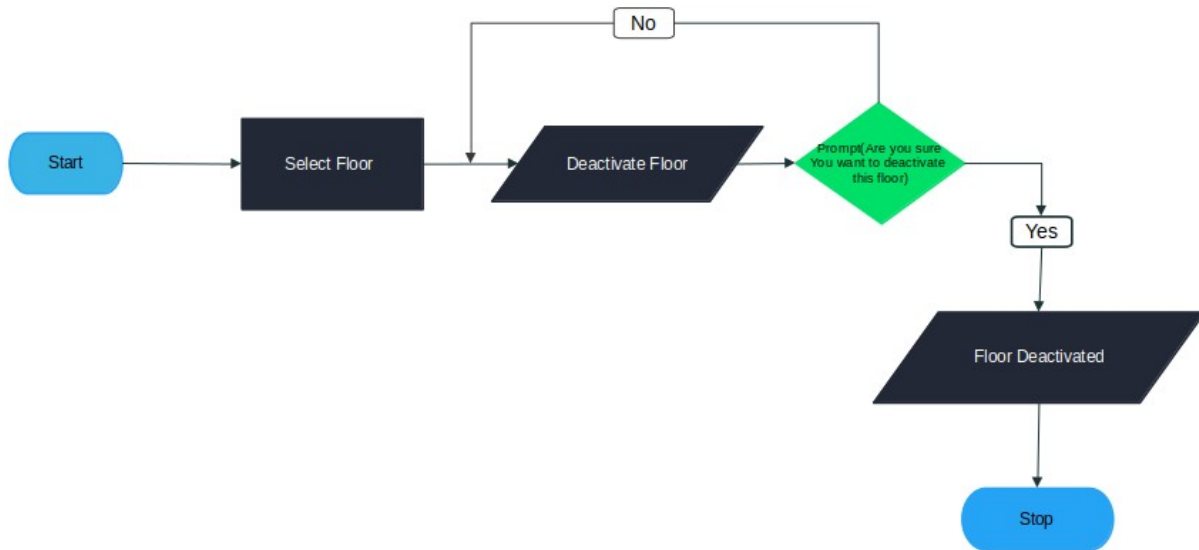 No
Start
Select Floor
Deactivate Floor
Prompt(Are you sure
You want to deactivate
this floor)
Yes
Floor Deactivated
Stop